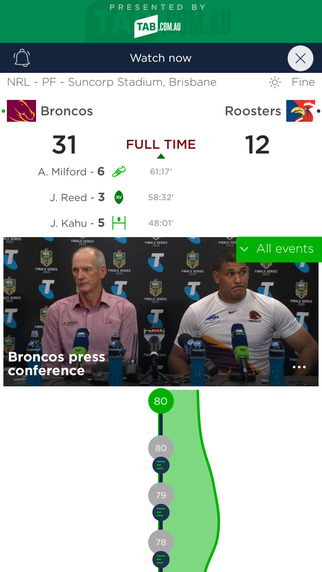 PRESENTED BY
TAB.COM.AU
Watch now
NRL - PF - Suncorp Stadium, Brisbane Fine
Broncos Roosters
31 FULL TIME 12
A. Milford - 6 61:17'
J. Reed - 3 58:32'
J. Kahu - 5 48:01'
All events
Broncos press
conference
80
80
79
78